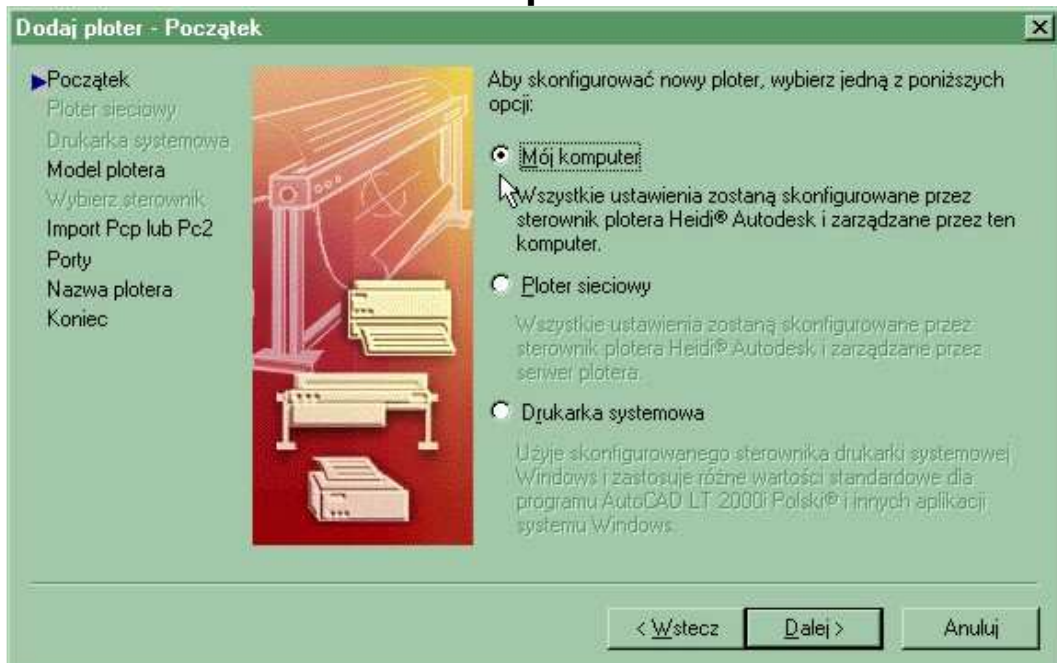 Dodaj ploter - Początek
Początek
Ploter sieciowy
Drukarka systemowa
Model plotera
Wybierz sterownik
Import Pcp lub Pc2
Porty
Nazwa plotera
Koniec
Aby skonfigurować nowy ploter, wybierz jedną z poniższych
opcji:
Mój komputer
Wszystkie ustawienia zostaną skonfigurowane przez
sterownik plotera Heidi® Autodesk i zarządzane przez ten
komputer.
Ploter sieciowy
Wszystkie ustawienia zostaną skonfigurowane przez
sterownik plotera Heidi® Autodesk i zarządzane przez
serwer plotera.
Drukarka systemowa
Użyje skonfigurowanego sterownika drukarki systemowej
Windows i zastosuje różne wartości standardowe dla
programu AutoCAD LT 2000i Polski® i innych aplikacji
systemu Windows.
< Wstecz
Dalej >
Anuluj